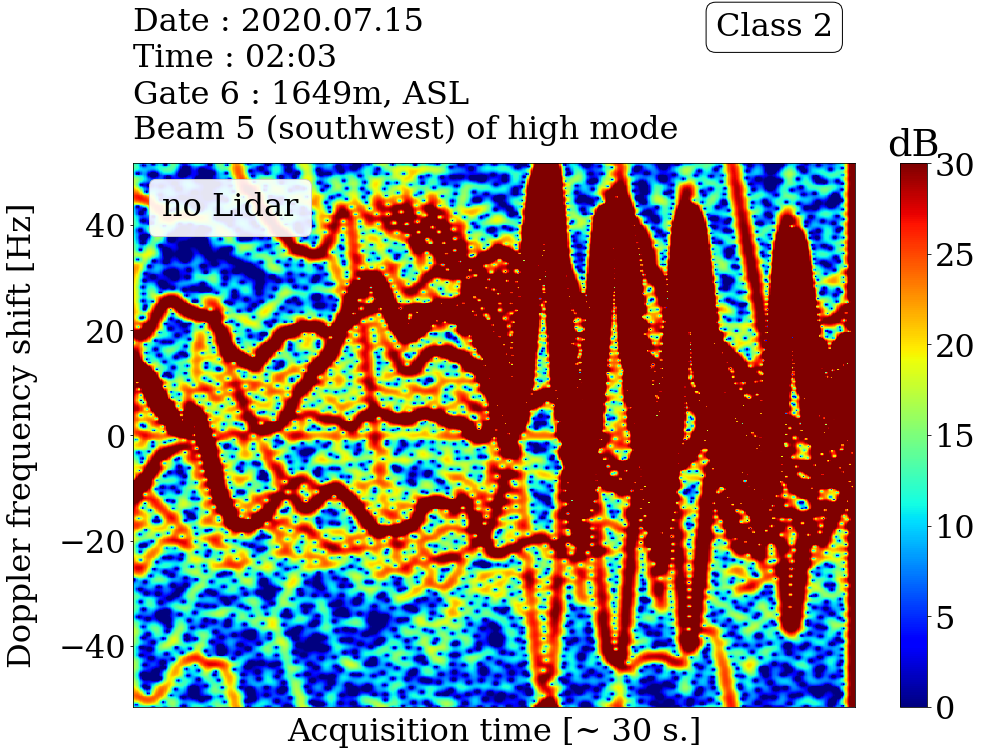 Date : 2020.07.15
Time : 02:03
Gate 6 : 1649m, ASL
Beam 5 (southwest) of high mode
Class 2
dB
no Lidar
Doppler frequency shift [Hz]
40
20
0
−20
−40
Acquisition time [~ 30 s.]
30
25
20
15
10
5
0